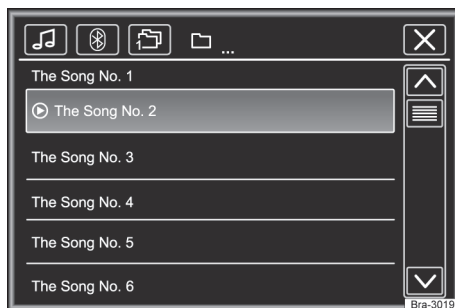 1 ...
The Song No. 1
The Song No. 2
The Song No. 3
The Song No. 4
The Song No. 5
The Song No. 6
Bra-3019